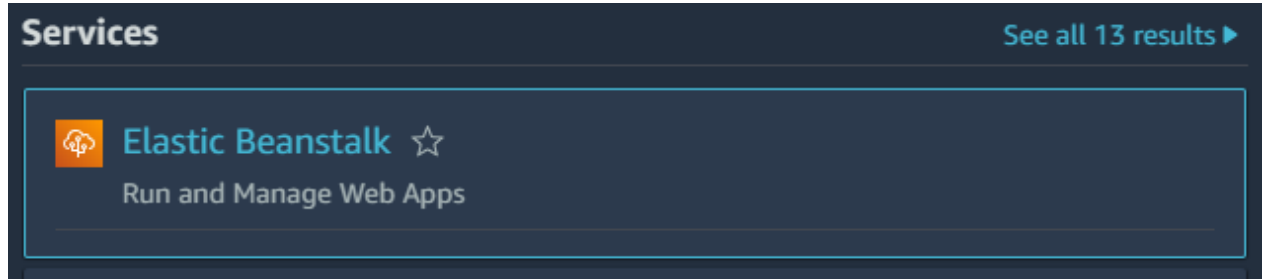 Services
See all 13 results
Elastic Beanstalk
Run and Manage Web Apps